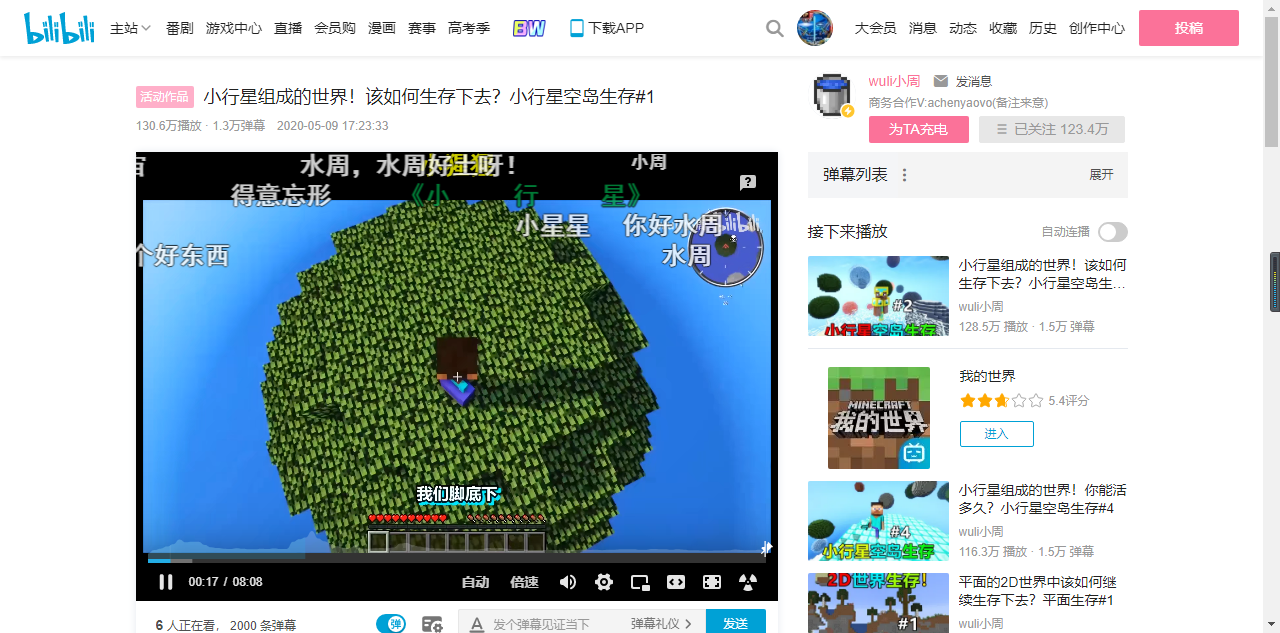 bilibili 主站 番剧 游戏中心 直播 会员购 漫画 赛事 高考季 BW 下载APP 大会员 消息 动态 收藏 历史 创作中心 投稿
活动作品 小行星组成的世界！该如何生存下去？小行星空岛生存#1
130.6万播放 · 1.3万弹幕 2020-05-09 17:23:33
水周，水周好土呀！
小周
得意忘形
《小 行 星》
小星星 你好水周
bilibili
水周
个好东西
我们脚底下
00:17 / 08:08 自动 倍速
6 人正在看， 2000 条弹幕 弹 发个友善的弹幕见证当下 弹幕礼仪 发送
wuli小周 发消息
商务合作V:achenyaovo(备注来意)
为TA充电 已关注 123.4万
弹幕列表 展开
接下来播放 自动连播
#2
小行星空岛生存
小行星组成的世界！该如何
生存下去？小行星空岛生...
wuli小周
128.5万 播放 · 1.5万 弹幕
MINECRAFT
我的世界
我的世界
5.4评分
进入
#4
小行星空岛生存
小行星组成的世界！你能活
多久？小行星空岛生存#4
wuli小周
116.3万 播放 · 1.5万 弹幕
2D世界生存!
#1
平面的2D世界中该如何继
续生存下去？平面生存#1
wuli小周